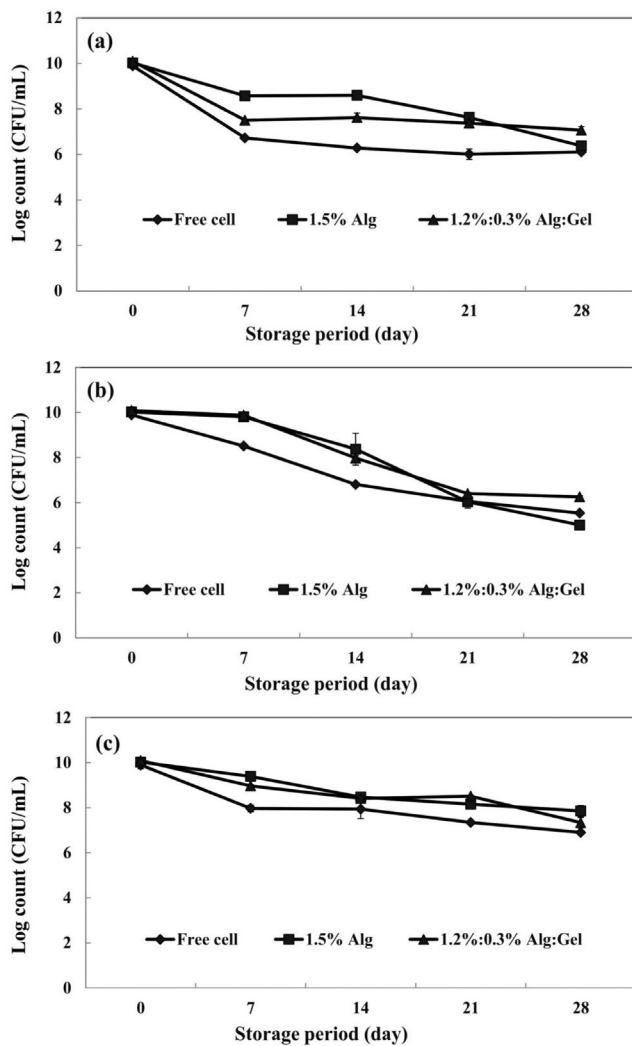 (a)
12
10
8
6
4
2
0
Log count (CFU/mL)
Free cell 1.5% Alg 1.2%:0.3% Alg:Gel
0 7 14 21 28
Storage period (day)
(b)
12
10
8
6
4
2
0
Log count (CFU/mL)
Free cell 1.5% Alg 1.2%:0.3% Alg:Gel
0 7 14 21 28
Storage period (day)
(c)
12
10
8
6
4
2
0
Log count (CFU/mL)
Free cell 1.5% Alg 1.2%:0.3% Alg:Gel
0 7 14 21 28
Storage period (day)